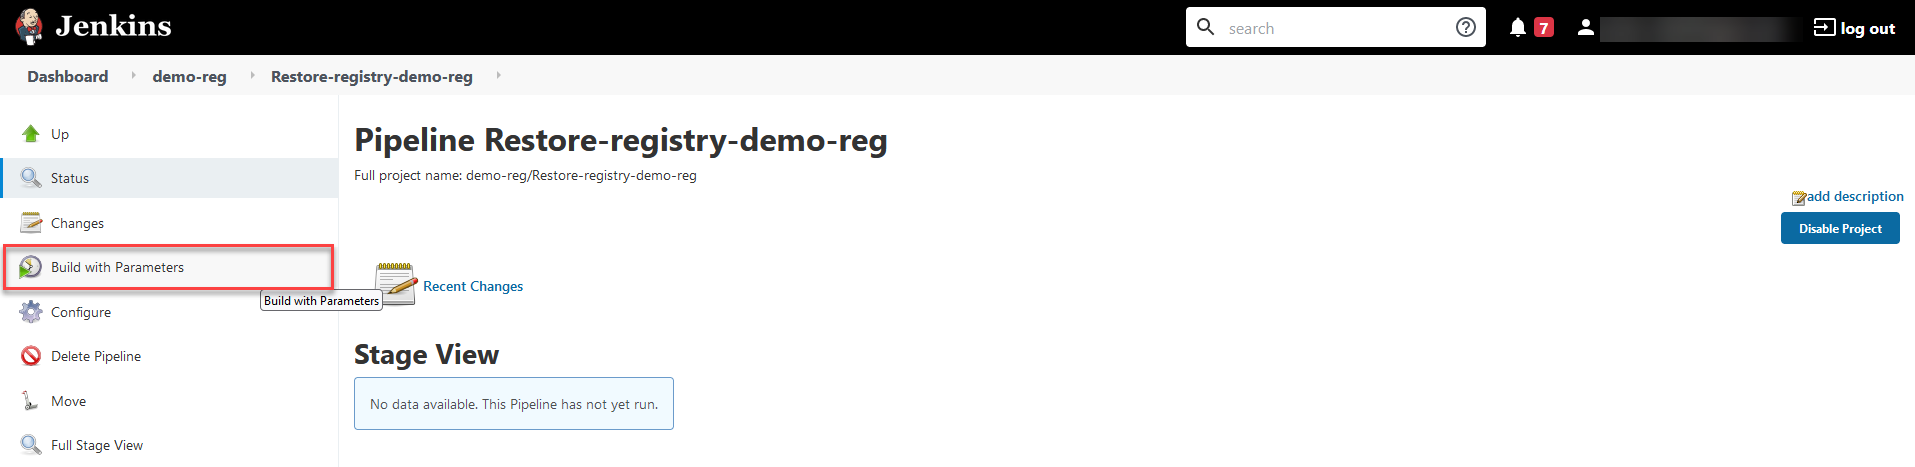 Jenkins
search
7
log out
Dashboard
demo-reg
Restore-registry-demo-reg
Up
Status
Changes
Build with Parameters
Configure
Delete Pipeline
Move
Full Stage View
Build with Parameters
Pipeline Restore-registry-demo-reg
Full project name: demo-reg/Restore-registry-demo-reg
add description
Disable Project
Recent Changes
Stage View
No data available. This Pipeline has not yet run.